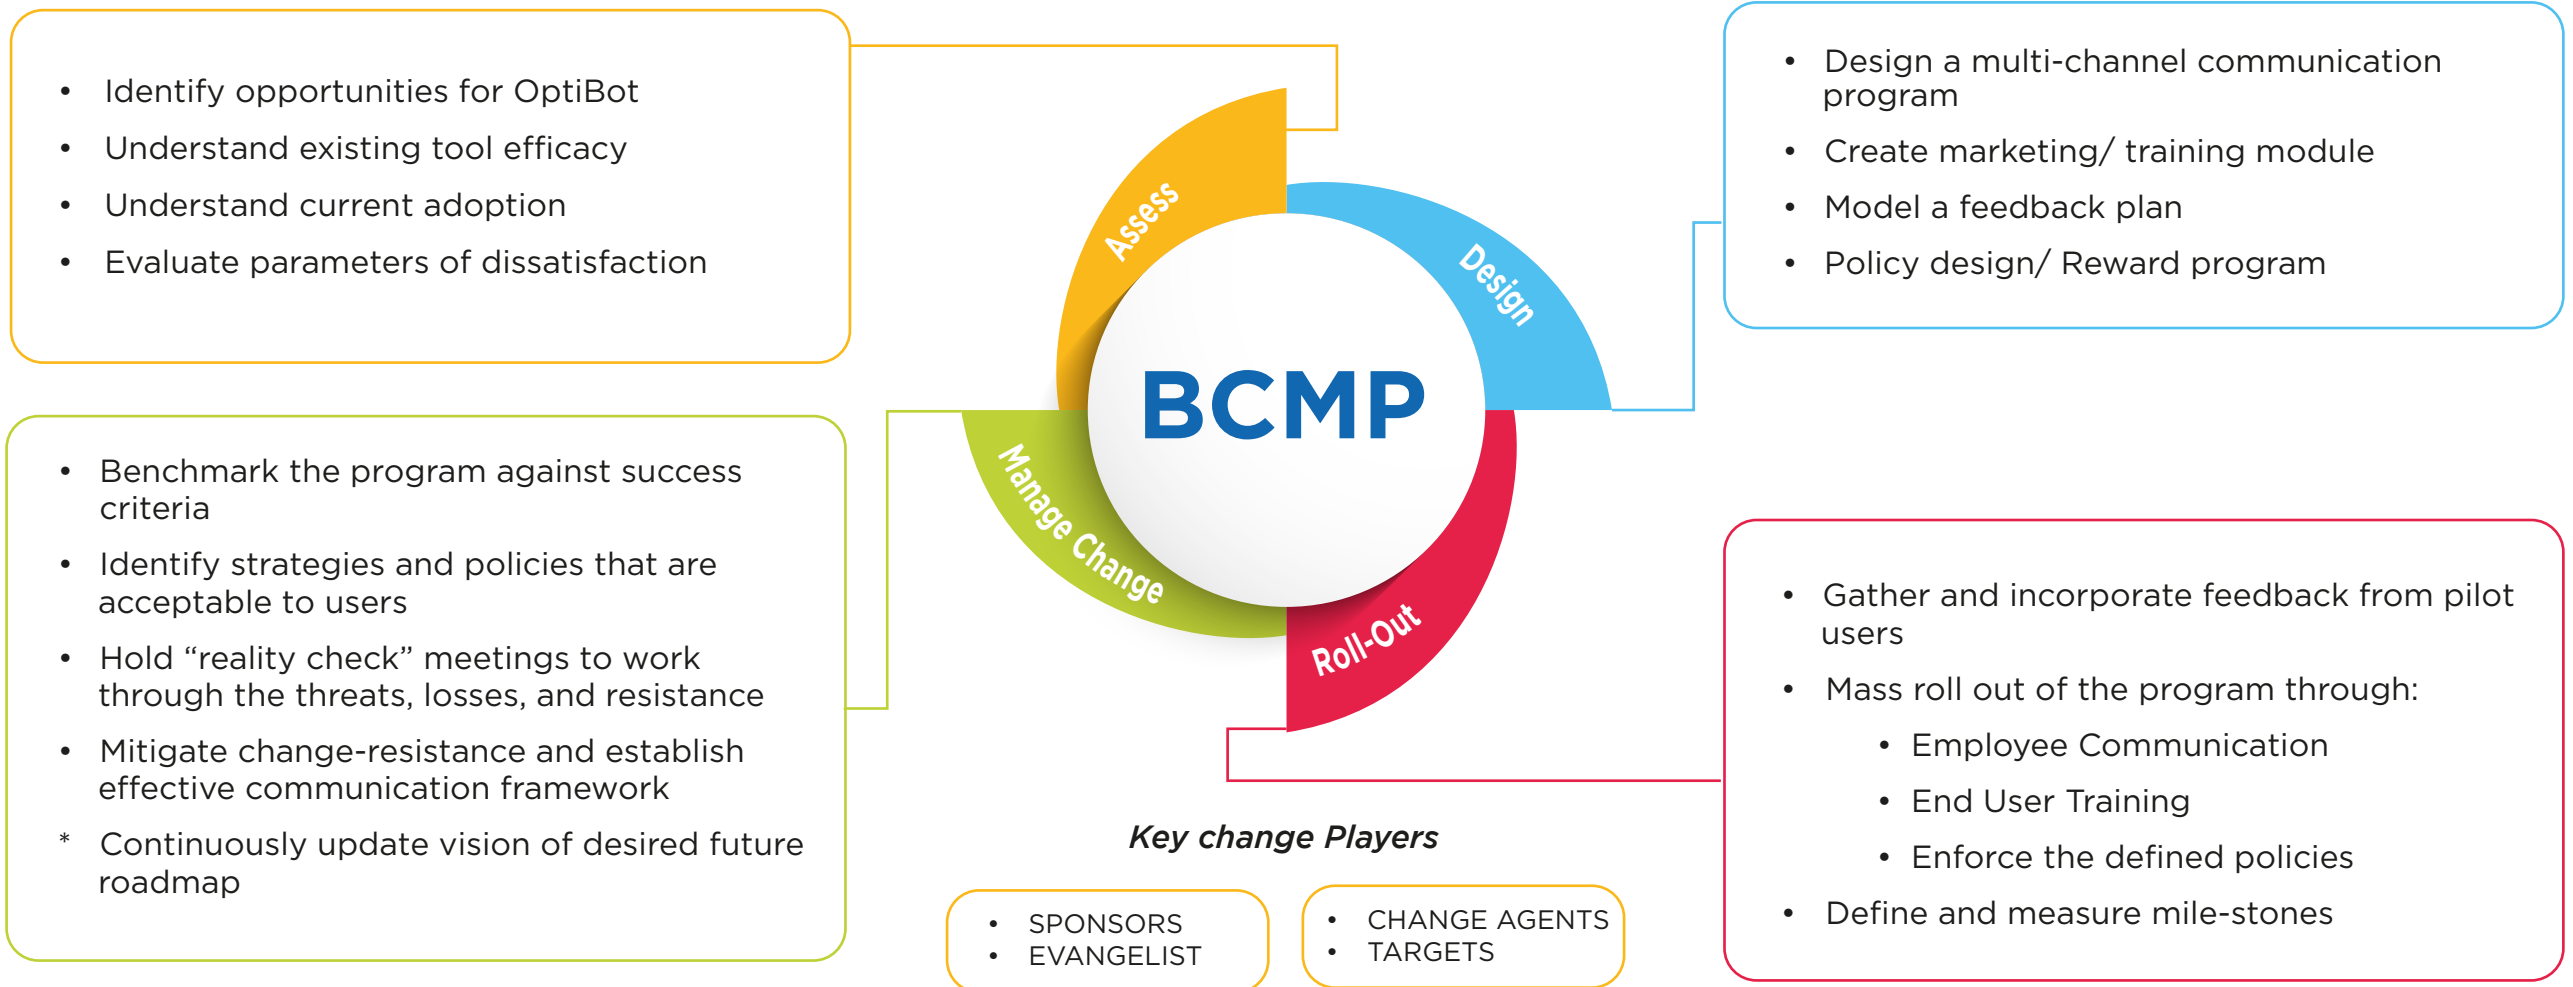 • Identify opportunities for OptiBot
• Understand existing tool efficacy
• Understand current adoption
• Evaluate parameters of dissatisfaction
Assess
Design
• Design a multi-channel communication
program
• Create marketing/ training module
• Model a feedback plan
• Policy design/ Reward program
BCMP
Manage Change
Roll-Out
• Benchmark the program against success
criteria
• Identify strategies and policies that are
acceptable to users
• Hold “reality check” meetings to work
through the threats, losses, and resistance
• Mitigate change-resistance and establish
effective communication framework
* Continuously update vision of desired future
roadmap
• Gather and incorporate feedback from pilot
users
• Mass roll out of the program through:
• Employee Communication
• End User Training
• Enforce the defined policies
• Define and measure mile-stones
Key change Players
• SPONSORS
• EVANGELIST
• CHANGE AGENTS
• TARGETS